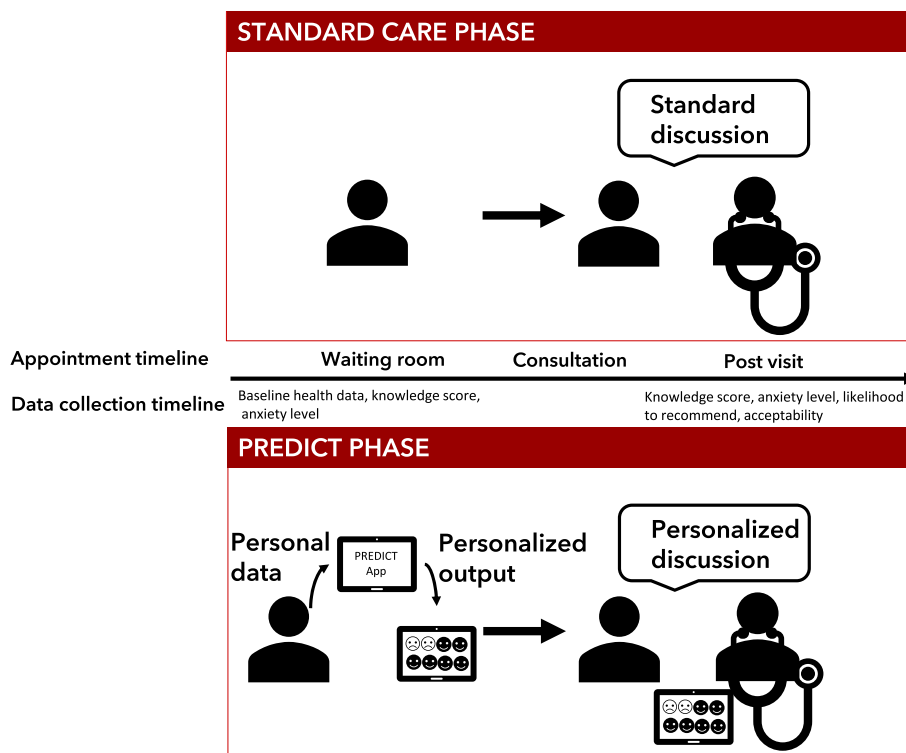 STANDARD CARE PHASE
Standard
discussion
Appointment timeline
Waiting room
Consultation
Post visit
Data collection timeline
Baseline health data, knowledge score,
anxiety level
Knowledge score, anxiety level, likelihood
to recommend, acceptability
PREDICT PHASE
Personal
data
PREDICT
App
Personalized
output
Personalized
discussion